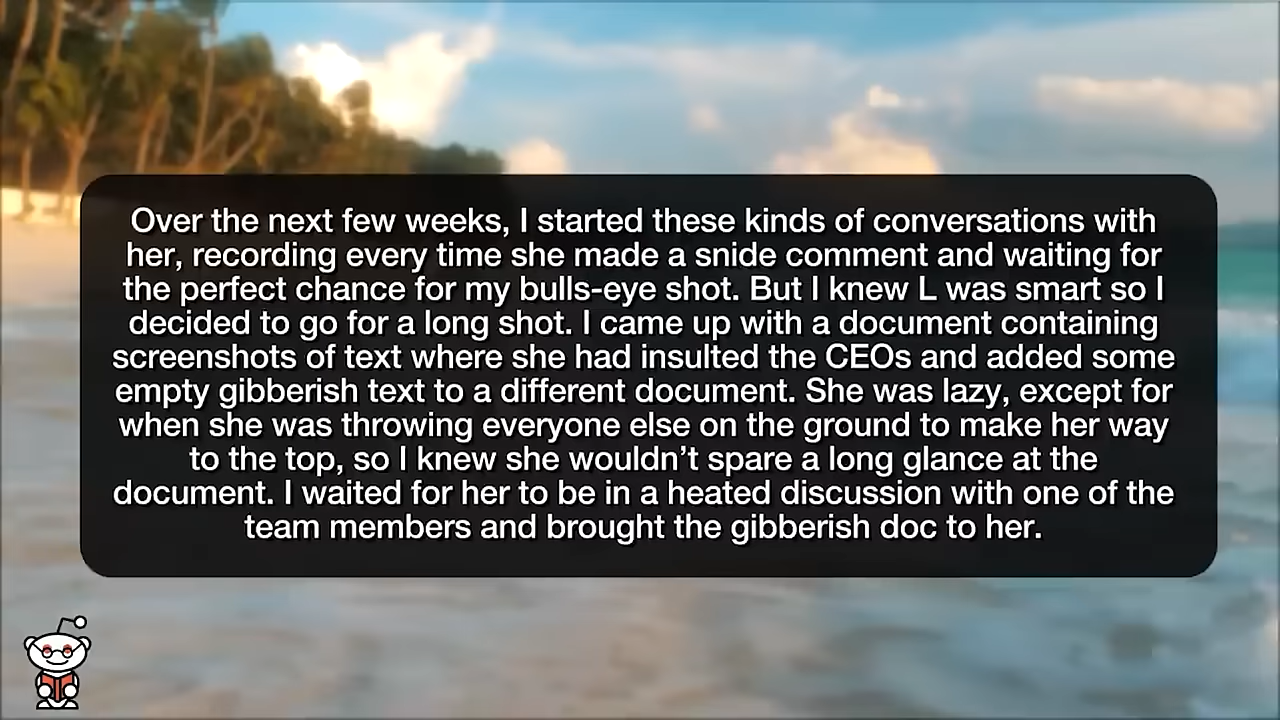 Over the next few weeks, I started these kinds of conversations with
her, recording every time she made a snide comment and waiting for
the perfect chance for my bulls-eye shot. But I knew L was smart so I
decided to go for a long shot. I came up with a document containing
screenshots of text where she had insulted the CEOs and added some
empty gibberish text to a different document. She was lazy, except for
when she was throwing everyone else on the ground to make her way
to the top, so I knew she wouldn’t spare a long glance at the
document. I waited for her to be in a heated discussion with one of the
team members and brought the gibberish doc to her.